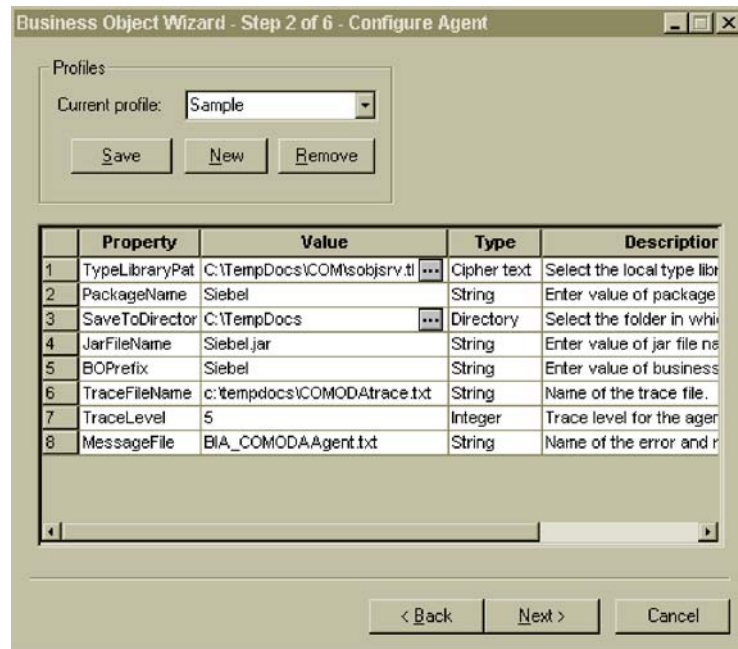 Business Object Wizard - Step 2 of 6 - Configure Agent
Profiles
Current profile: Sample
Save New Remove
Property Value Type Description
1 TypeLibraryPat C:\TempDocs\COM\sobjsrv.tl ... Cipher text Select the local type libr
2 PackageName Siebel String Enter value of package
3 SaveToDirector C:\TempDocs ... Directory Select the folder in whic
4 JarFileName Siebel.jar String Enter value of jar file na
5 BOPrefix Siebel String Enter value of business
6 TraceFileName c:\tempdocs\COMODAtrace.txt String Name of the trace file.
7 TraceLevel 5 Integer Trace level for the agen
8 MessageFile BIA_COMODAAgent.txt String Name of the error and m
< Back Next > Cancel